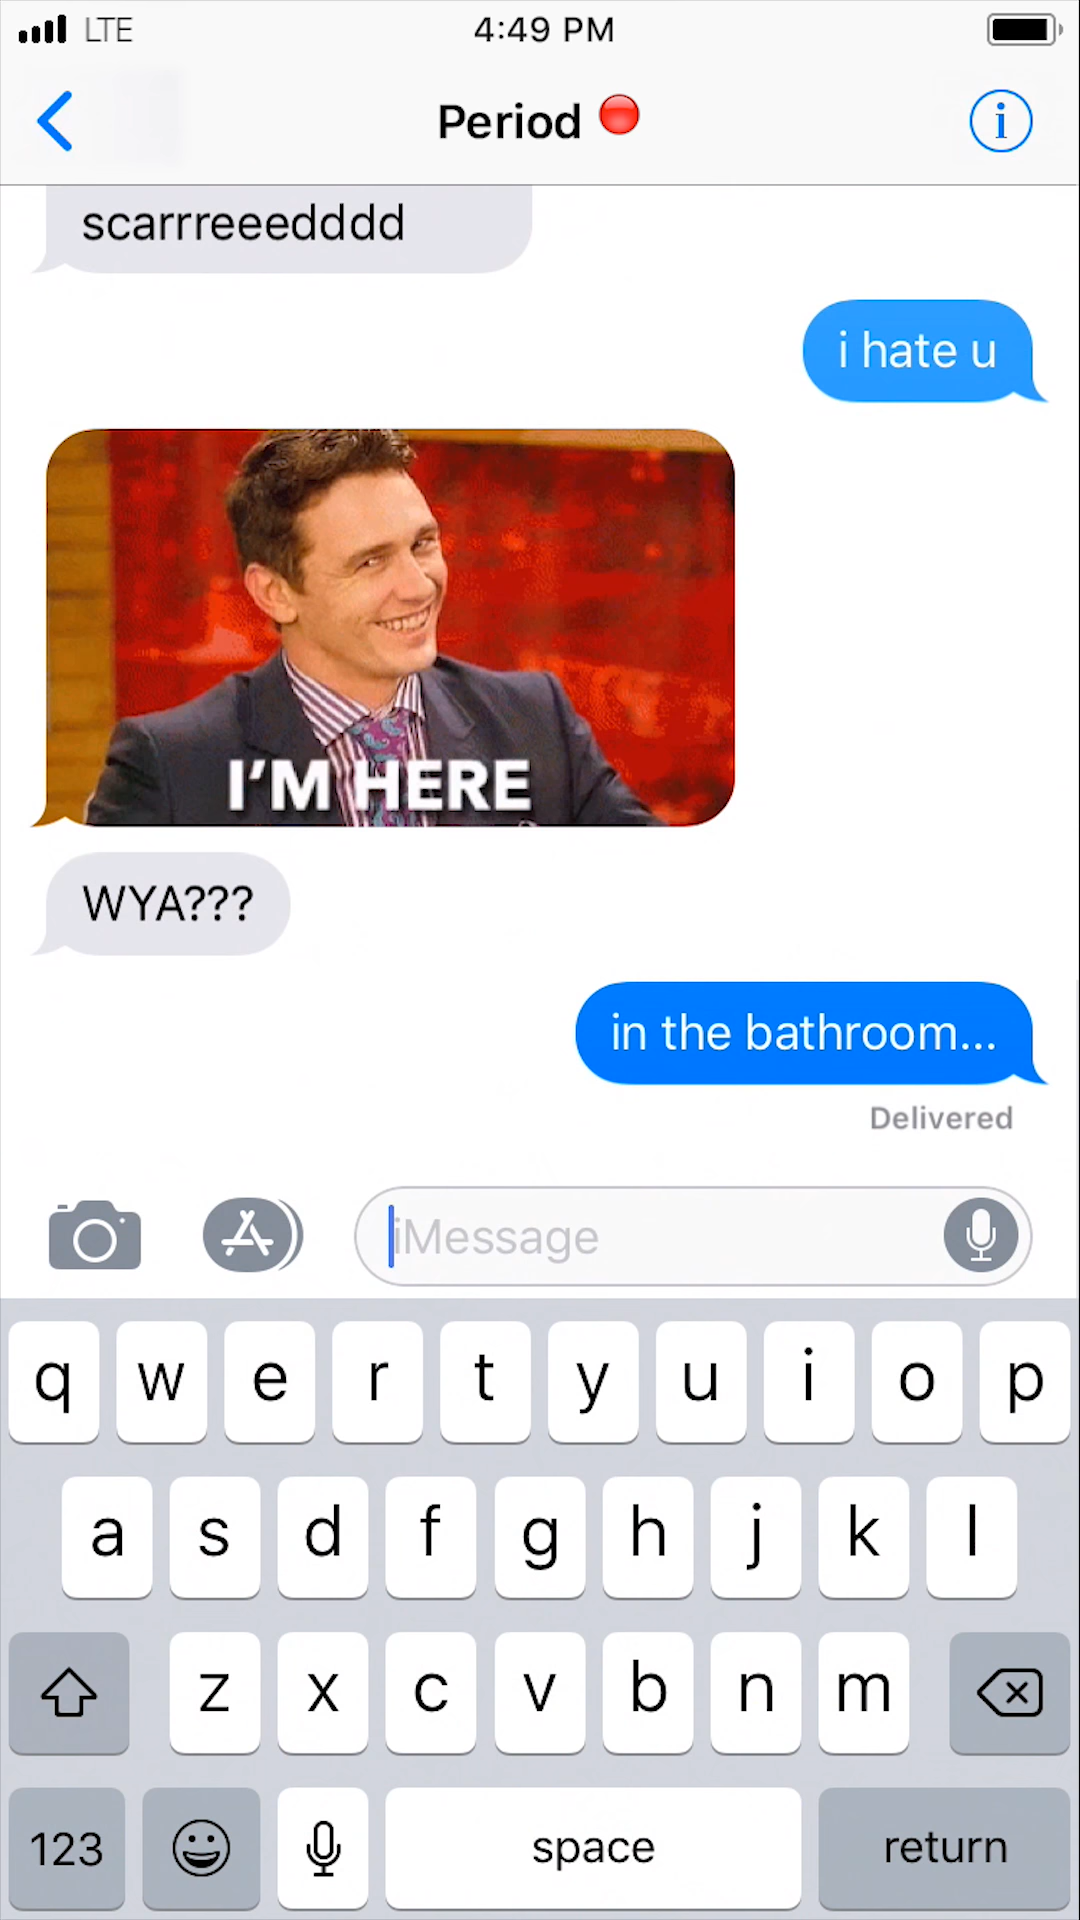 LTE 4:49 PM
Period
scarrreeedddd
i hate u
I'M HERE
WYA???
in the bathroom...
Delivered
iMessage
q w e r t y u i o p
a s d f g h j k l
z x c v b n m
123 space return